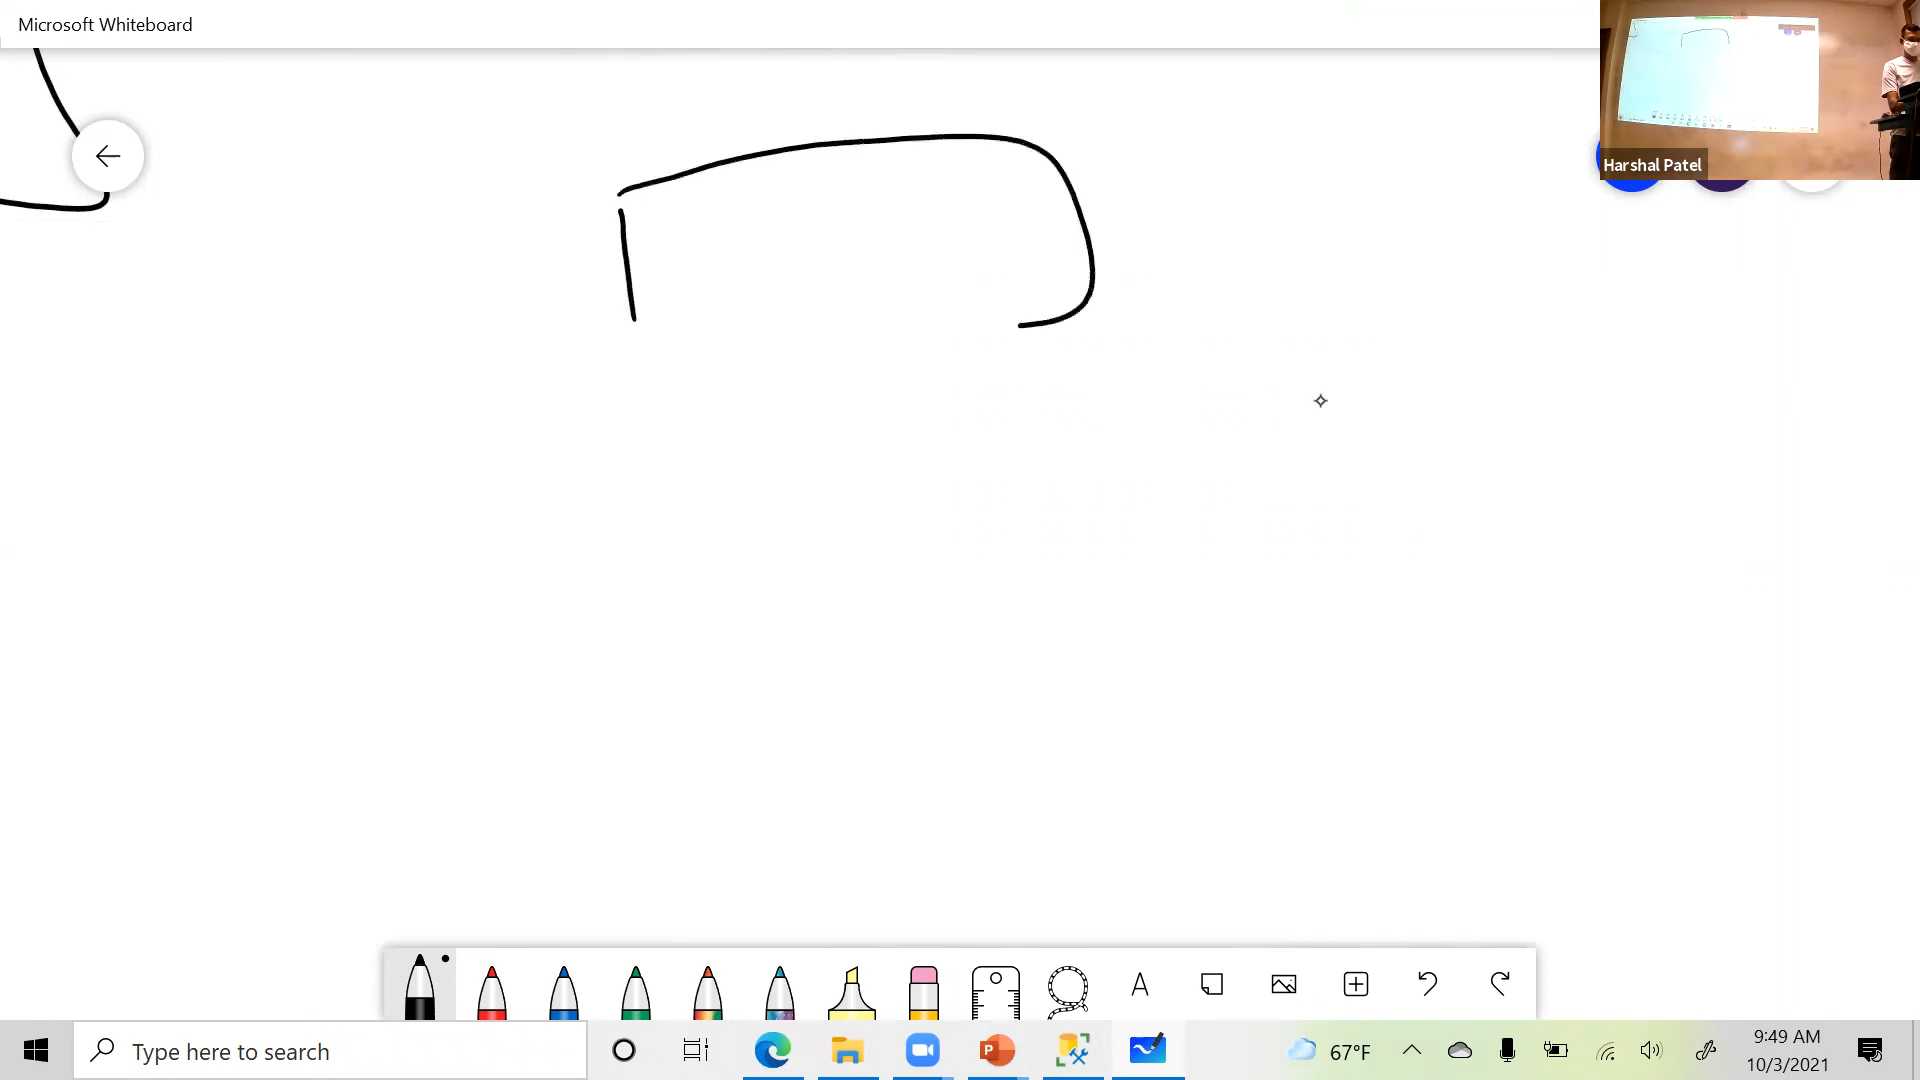 Microsoft Whiteboard
Harshal Patel
A
P
Type here to search
67°F
9:49 AM
10/3/2021